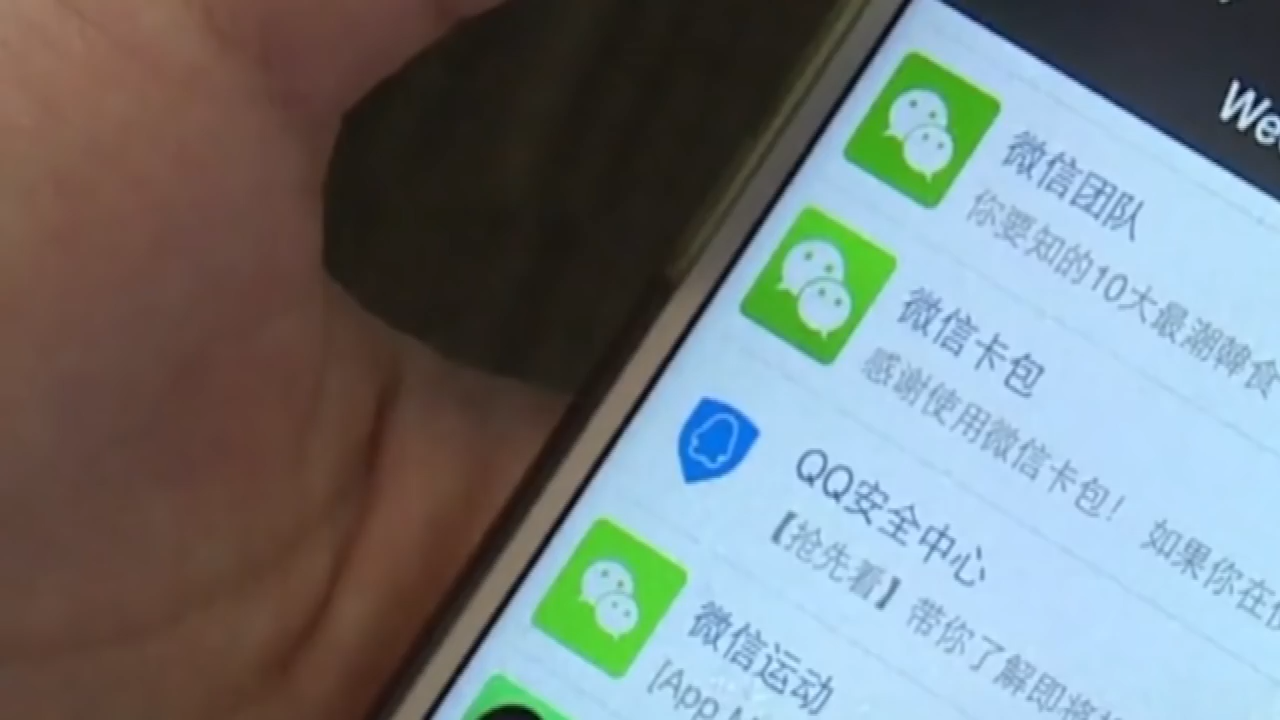 We
微信团队
你要知的10大最潮韓食
微信卡包
感谢使用微信卡包！如果你在
QQ安全中心
【抢先看】带你了解即将
微信运动
[App M